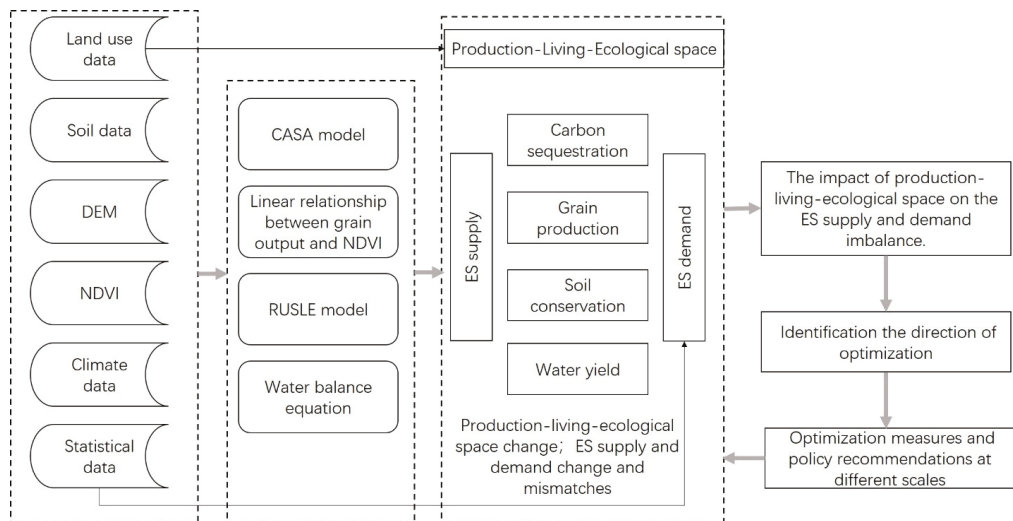 Land use
data
Soil data
DEM
NDVI
Climate
data
Statistical
data
CASA model
Linear relationship
between grain
output and NDVI
RUSLE model
Water balance
equation
Production-Living-Ecological space
ES supply
Carbon
sequestration
Grain
production
Soil
conservation
Water yield
ES demand
Production-living-ecological
space change; ES supply and
demand change and
mismatches
The impact of production-
living-ecological space on the
ES supply and demand
imbalance.
Identification the direction of
optimization
Optimization measures and
policy recommendations at
different scales